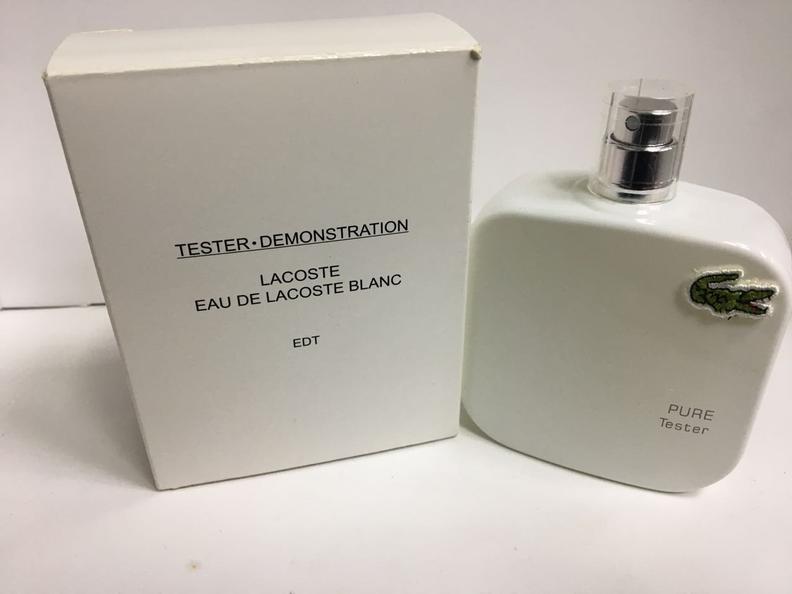 TESTER•DEMONSTRATION
LACOSTE
EAU DE LACOSTE BLANC
EDT
PURE
Tester